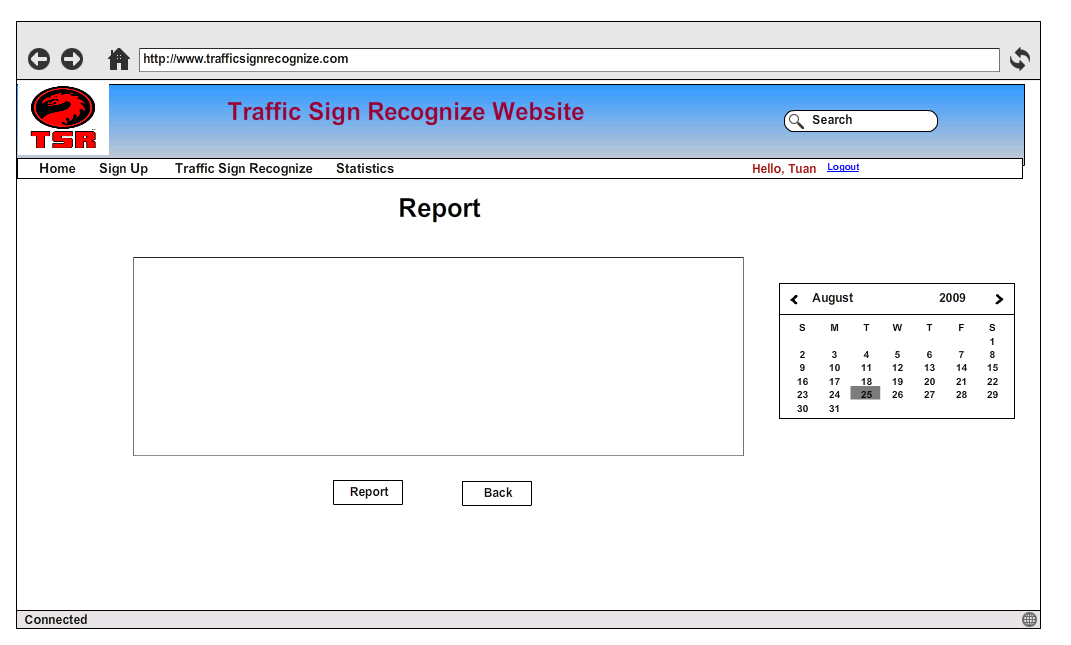 http://www.trafficsignrecognize.com
TSR
Traffic Sign Recognize Website
Search
Home Sign Up Traffic Sign Recognize Statistics Hello, Tuan Logout
Report
August 2009
S M T W T F S
1
2 3 4 5 6 7 8
9 10 11 12 13 14 15
16 17 18 19 20 21 22
23 24 25 26 27 28 29
30 31
Report Back
Connected